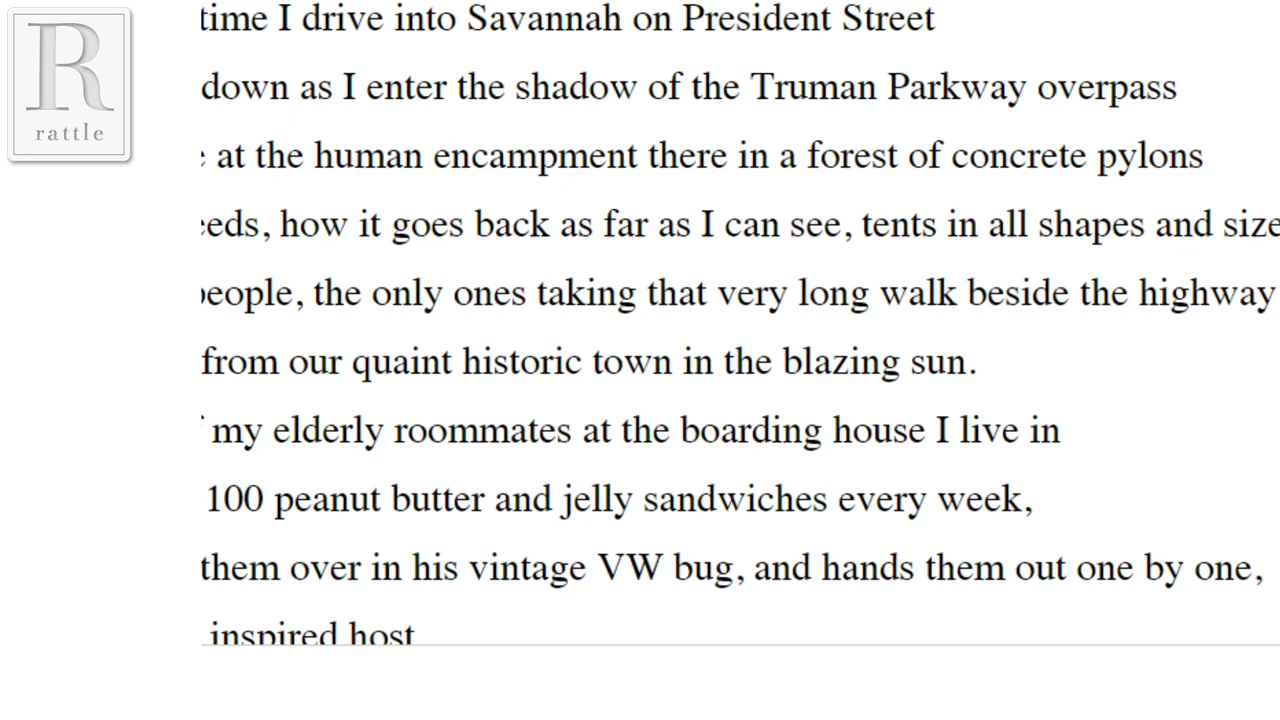 R
rattle
time I drive into Savannah on President Street
down as I enter the shadow of the Truman Parkway overpass
at the human encampment there in a forest of concrete pylons
how it goes back as far as I can see, tents in all shapes and
the only ones taking that very long walk beside the highway
from our quaint historic town in the blazing sun.
my elderly roommates at the boarding house I live in
100 peanut butter and jelly sandwiches every week,
them over in his vintage VW bug, and hands them out one by one,
inspired host